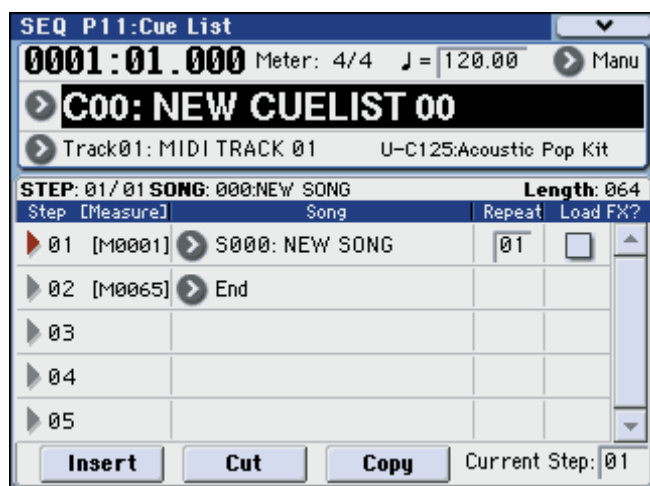 SEQ P11:Cue List
0001:01.000 Meter: 4/4 ♩= 120.00 Manu
C00: NEW CUELIST 00
Track01: MIDI TRACK 01 U-C125:Acoustic Pop Kit
STEP: 01/01 SONG: 000:NEW SONG Length: 064
Step [Measure] Song Repeat Load FX?
01 [M0001] S000: NEW SONG 01
02 [M0065] End
03
04
05
Insert Cut Copy Current Step: 01